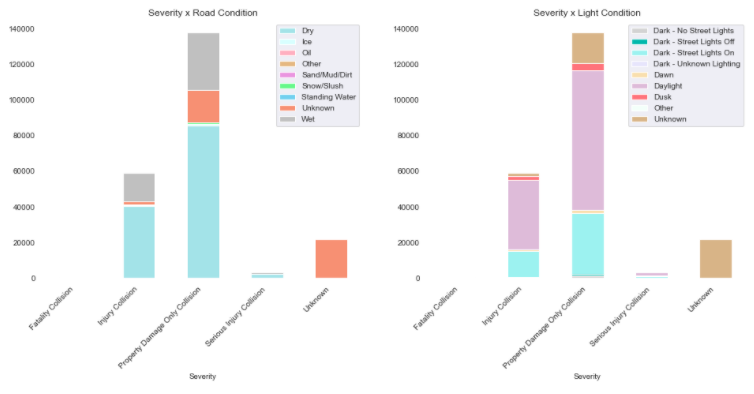 Severity x Road Condition
140000
120000
100000
80000
60000
40000
20000
0
Dry
Ice
Oil
Other
Sand/Mud/Dirt
Snow/Slush
Standing Water
Unknown
Wet
Fatality Collision
Injury Collision
Property Damage Only Collision
Serious Injury Collision
Unknown
Severity
Severity x Light Condition
140000
120000
100000
80000
60000
40000
20000
0
Dark - No Street Lights
Dark - Street Lights Off
Dark - Street Lights On
Dark - Unknown Lighting
Dawn
Daylight
Dusk
Other
Unknown
Fatality Collision
Injury Collision
Property Damage Only Collision
Serious Injury Collision
Unknown
Severity